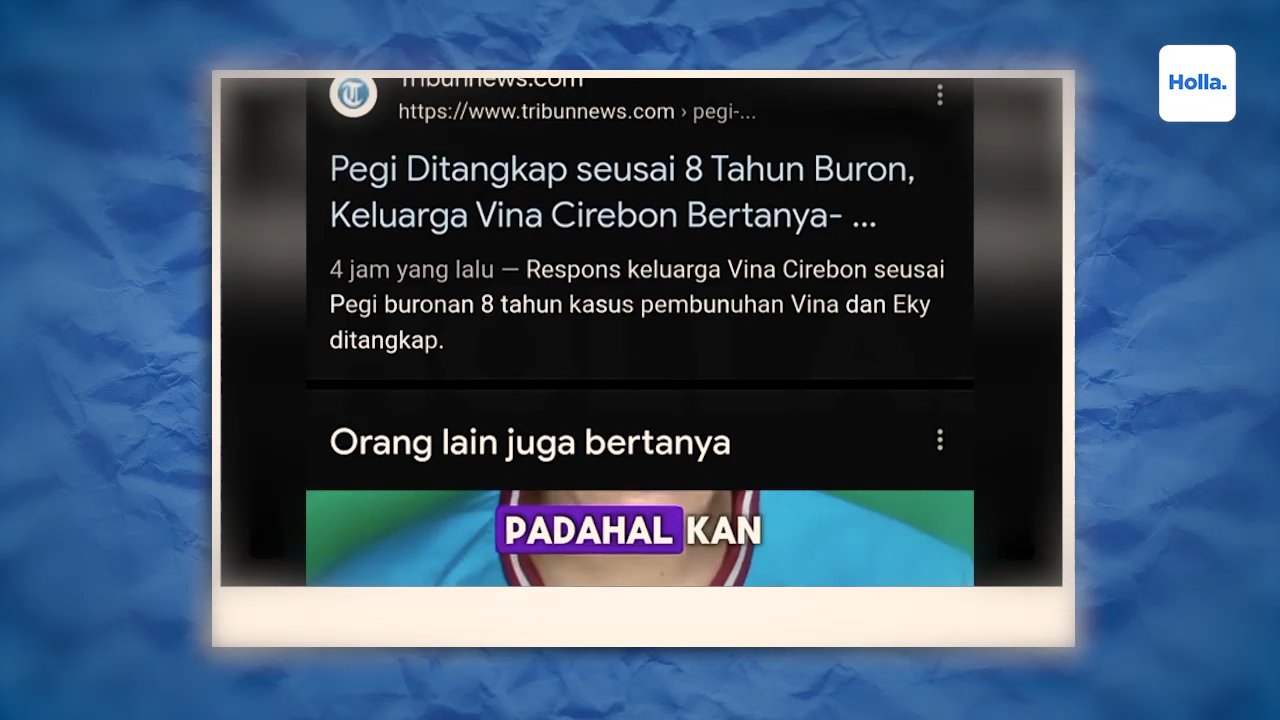 Holla.
Tribunnews.com
https://www.tribunnews.com › pegi-...
Pegi Ditangkap seusai 8 Tahun Buron,
Keluarga Vina Cirebon Bertanya- ...
4 jam yang lalu — Respons keluarga Vina Cirebon seusai
Pegi buronan 8 tahun kasus pembunuhan Vina dan Eky
ditangkap.
Orang lain juga bertanya
PADAHAL KAN